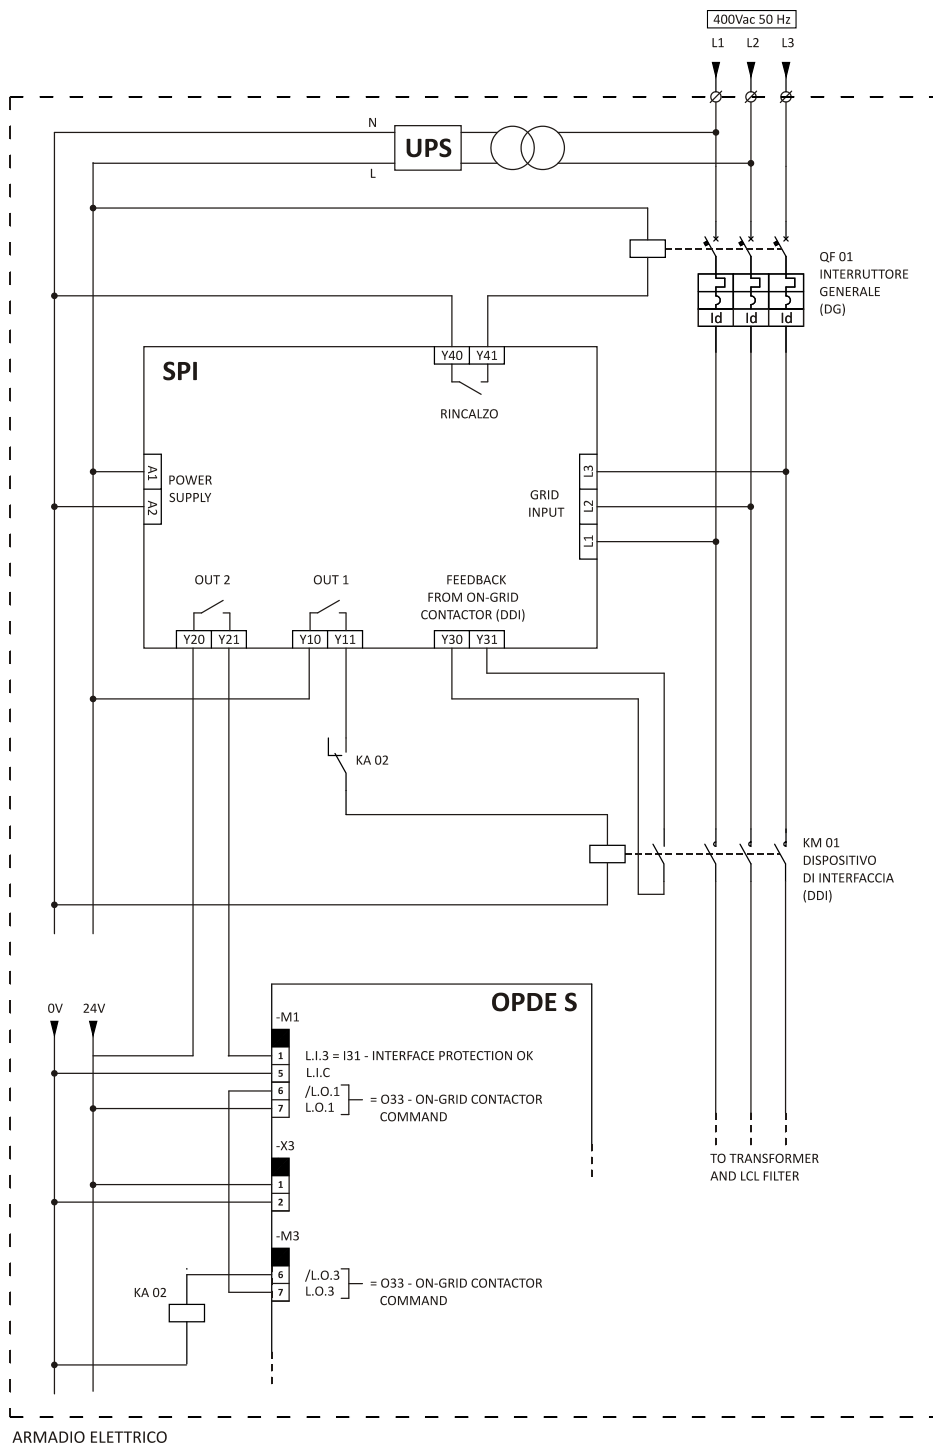 400Vac 50 Hz
L1 L2 L3
N
UPS
L
QF 01
INTERRUTTORE
GENERALE
(DG)
Id Id Id
Y40 Y41
SPI
RINCALZO
A1
A2
POWER
SUPPLY
GRID
INPUT
L3
L2
L1
OUT 2
OUT 1
FEEDBACK
FROM ON-GRID
CONTACTOR (DDI)
Y20 Y21
Y10 Y11
Y30 Y31
KA 02
KM 01
DISPOSITIVO
DI INTERFACCIA
(DDI)
0V 24V
OPDE S
-M1
1 L.I.3 = I31 - INTERFACE PROTECTION OK
5 L.I.C
6 /L.O.1
7 L.O.1
= O33 - ON-GRID CONTACTOR
COMMAND
-X3
1
2
TO TRANSFORMER
AND LCL FILTER
-M3
6 /L.O.3
7 L.O.3
= O33 - ON-GRID CONTACTOR
COMMAND
KA 02
ARMADIO ELETTRICO